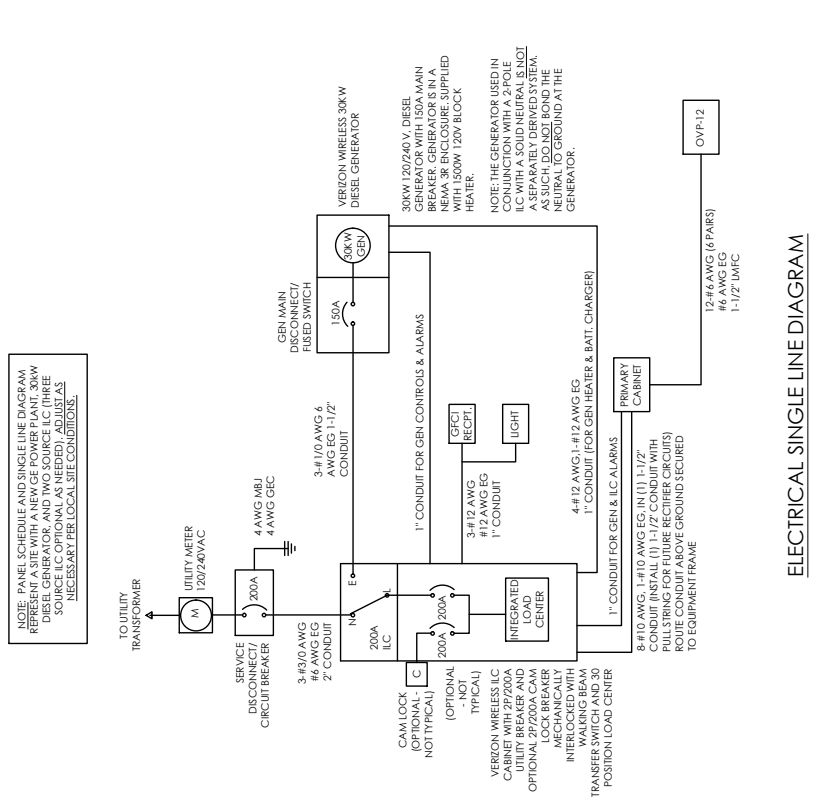 NOTE: PANEL SCHEDULE AND SINGLE LINE DIAGRAM
REPRESENT A SITE WITH A NEW GE POWER PLANT, 30kW
DIESEL GENERATOR, AND TWO SOURCE ILC (THREE
SOURCE ILC OPTIONAL AS NEEDED). ADJUST AS
NECESSARY PER LOCAL SITE CONDITIONS.
TO UTILITY
TRANSFORMER
M
UTILITY METER
120/240VAC
SERVICE
DISCONNECT/
CIRCUIT BREAKER
200A
4 AWG MBJ
4 AWG GEC
3-#3/0 AWG
#6 AWG EG
2" CONDUIT
3-#1/0 AWG 6
AWG EG 1-1/2"
CONDUIT
GEN MAIN
DISCONNECT/
FUSED SWITCH
150A
30KW
GEN
VERIZON WIRELESS 30KW
DIESEL GENERATOR
30KW 120/240 V, DIESEL
GENERATOR WITH 150A MAIN
BREAKER. GENERATOR IS IN A
NEMA 3R ENCLOSURE. SUPPLIED
WITH 1500W 120V BLOCK
HEATER.
NOTE: THE GENERATOR USED IN
CONJUNCTION WITH A 2-POLE
ILC WITH A SOLID NEUTRAL IS NOT
A SEPARATELY DERIVED SYSTEM.
AS SUCH, DO NOT BOND THE
NEUTRAL TO GROUND AT THE
GENERATOR.
N
E
L
200A
ILC
CAM LOCK
(OPTIONAL -
NOT TYPICAL)
C
200A
200A
(OPTIONAL
- NOT
TYPICAL)
INTEGRATED
LOAD
CENTER
VERIZON WIRELESS ILC
CABINET WITH 2P/200A
UTILITY BREAKER AND
OPTIONAL 2P/200A CAM
LOCK BREAKER
MECHANICALLY
INTERLOCKED WITH
WALKING BEAM
TRANSFER SWITCH AND 30
POSITION LOAD CENTER
1" CONDUIT FOR GEN CONTROLS & ALARMS
3-#12 AWG
#12 AWG EG
1" CONDUIT
GFCI
RECPT.
LIGHT
4-#12 AWG,1-#12 AWG EG
1" CONDUIT (FOR GEN HEATER & BATT. CHARGER)
1" CONDUIT FOR GEN & ILC ALARMS
8-#10 AWG, 1-#10 AWG EG, IN (1) 1-1/2"
CONDUIT (INSTALL (1) 1-1/2' CONDUIT WITH
PULL STRING FOR FUTURE RECTIFIER CIRCUITS)
ROUTE CONDUIT ABOVE GROUND SECURED
TO EQUIPMENT FRAME
PRIMARY
CABINET
12-#6 AWG (6 PAIRS)
#6 AWG EG
1-1/2" LMFC
OVP-12
ELECTRICAL SINGLE LINE DIAGRAM